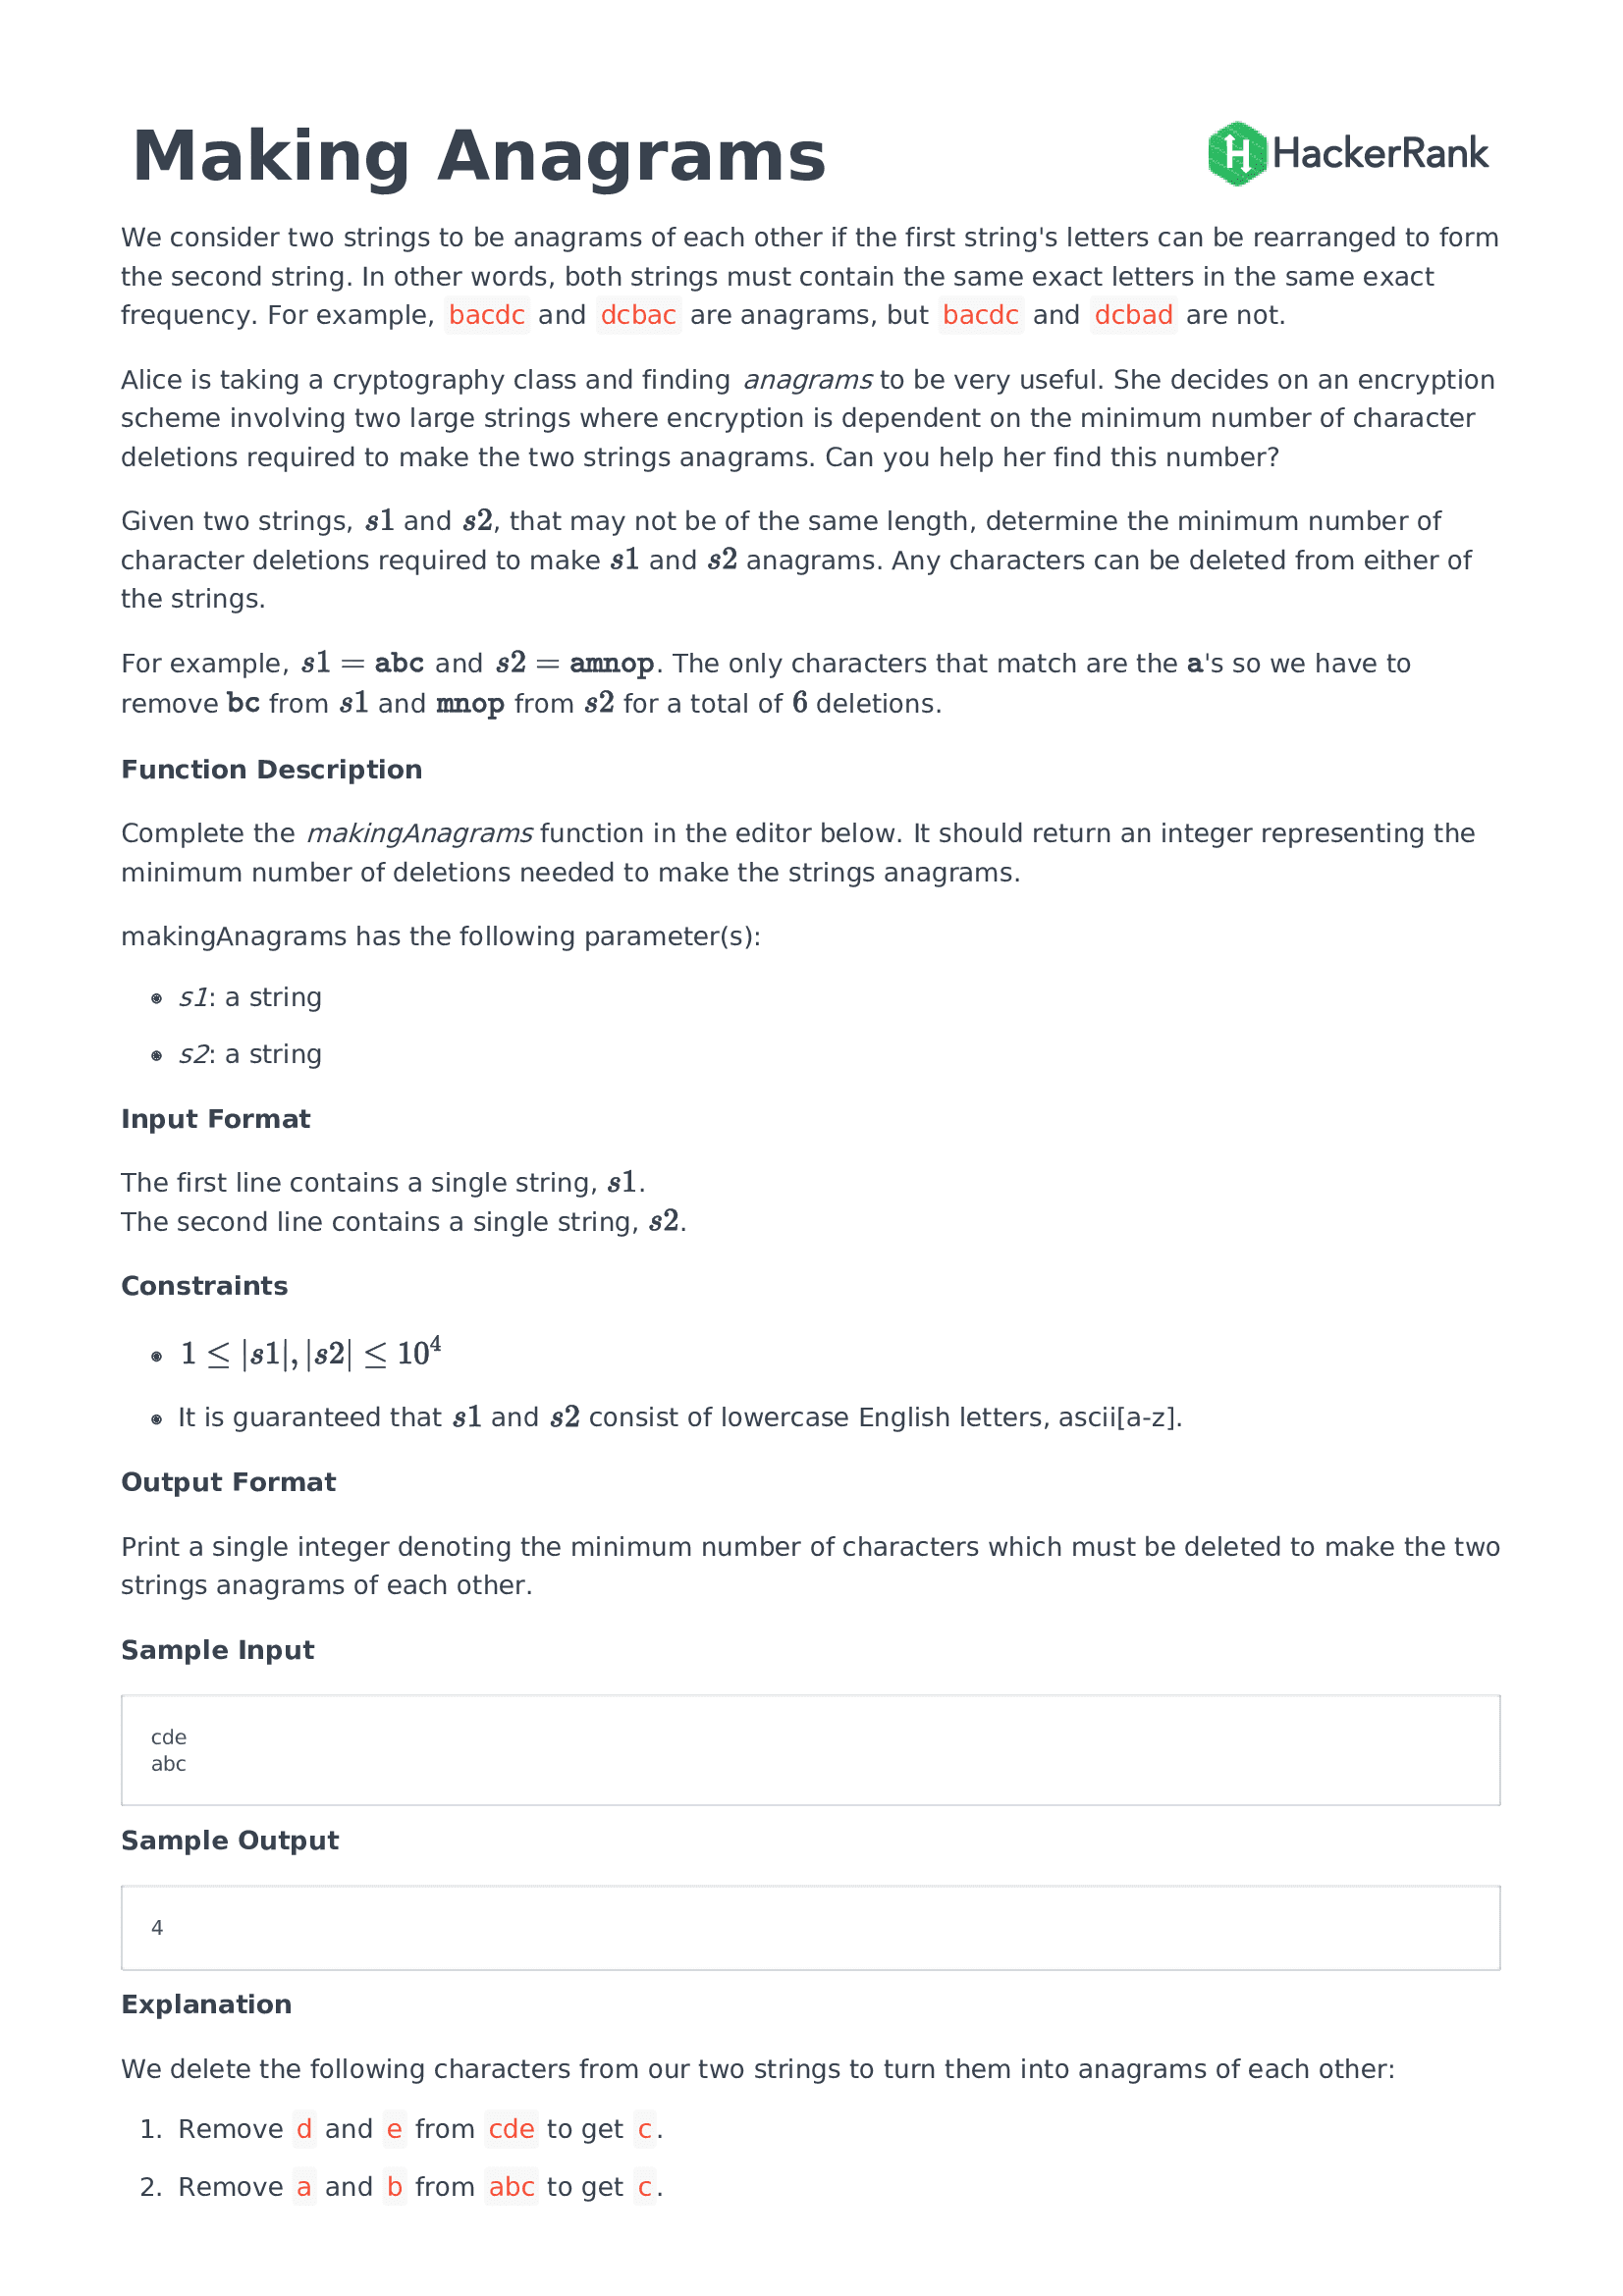 Making Anagrams
HackerRank
We consider two strings to be anagrams of each other if the first string's letters can be rearranged to form
the second string. In other words, both strings must contain the same exact letters in the same exact
frequency. For example, bacdc and dcbac are anagrams, but bacdc and dcbad are not.
Alice is taking a cryptography class and finding anagrams to be very useful. She decides on an encryption
scheme involving two large strings where encryption is dependent on the minimum number of character
deletions required to make the two strings anagrams. Can you help her find this number?
Given two strings, s1 and s2, that may not be of the same length, determine the minimum number of
character deletions required to make s1 and s2 anagrams. Any characters can be deleted from either of
the strings.
For example, s1 = abc and s2 = amnop. The only characters that match are the a's so we have to
remove bc from s1 and mnop from s2 for a total of 6 deletions.
Function Description
Complete the makingAnagrams function in the editor below. It should return an integer representing the
minimum number of deletions needed to make the strings anagrams.
makingAnagrams has the following parameter(s):
• s1: a string
• s2: a string
Input Format
The first line contains a single string, s1.
The second line contains a single string, s2.
Constraints
• 1 ≤ |s1|, |s2| ≤ 10⁴
• It is guaranteed that s1 and s2 consist of lowercase English letters, ascii[a-z].
Output Format
Print a single integer denoting the minimum number of characters which must be deleted to make the two
strings anagrams of each other.
Sample Input
cde
abc
Sample Output
4
Explanation
We delete the following characters from our two strings to turn them into anagrams of each other:
1. Remove d and e from cde to get c.
2. Remove a and b from abc to get c.